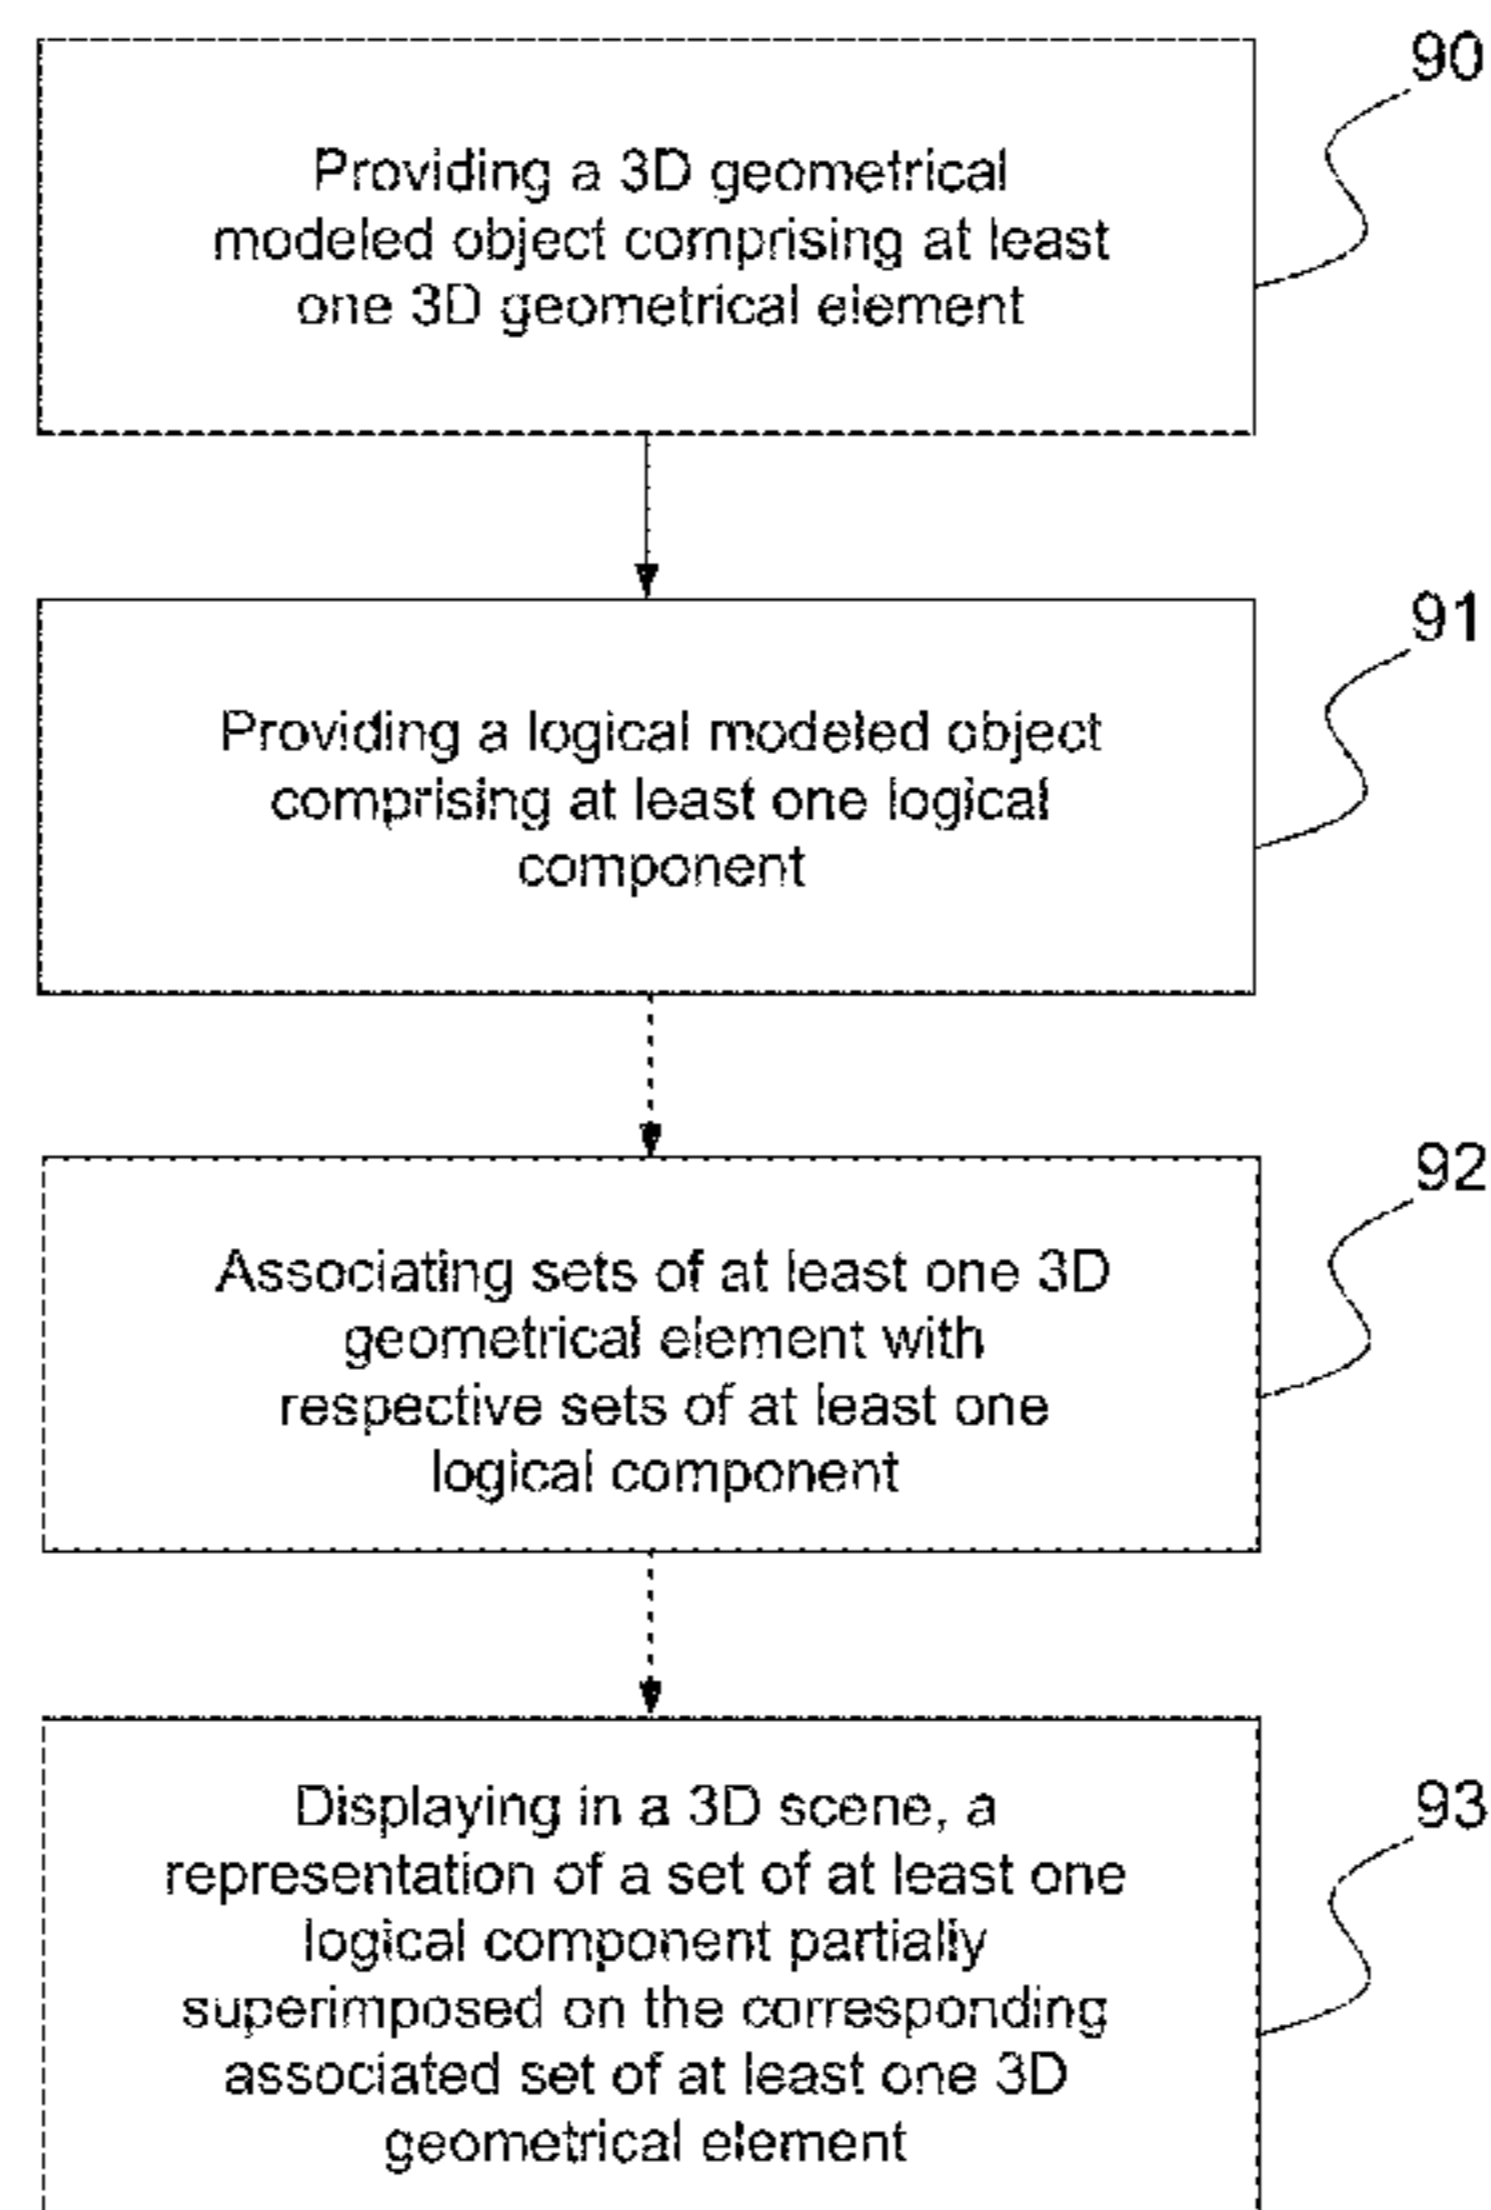 90
Providing a 3D geometrical
modeled object comprising at least
one 3D geometrical element
91
Providing a logical modeled object
comprising at least one logical
component
92
Associating sets of at least one 3D
geometrical element with
respective sets of at least one
logical component
93
Displaying in a 3D scene, a
representation of a set of at least one
logical component partially
superimposed on the corresponding
associated set of at least one 3D
geometrical element